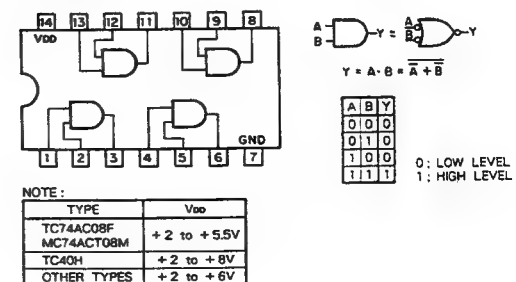 14 13 12 11 10 9 8
VDD
GND
1 2 3 4 5 6 7
A
B
Y
=
A
B
Y
Y = A · B = A + B
A B Y
0 0 0
0 1 0
1 0 0
1 1 1
0 ; LOW LEVEL
1 ; HIGH LEVEL
NOTE :
TYPE VDD
TC74AC08F
MC74ACT08M
+2 to +5.5V
TC40H +2 to +8V
OTHER TYPES +2 to +6V